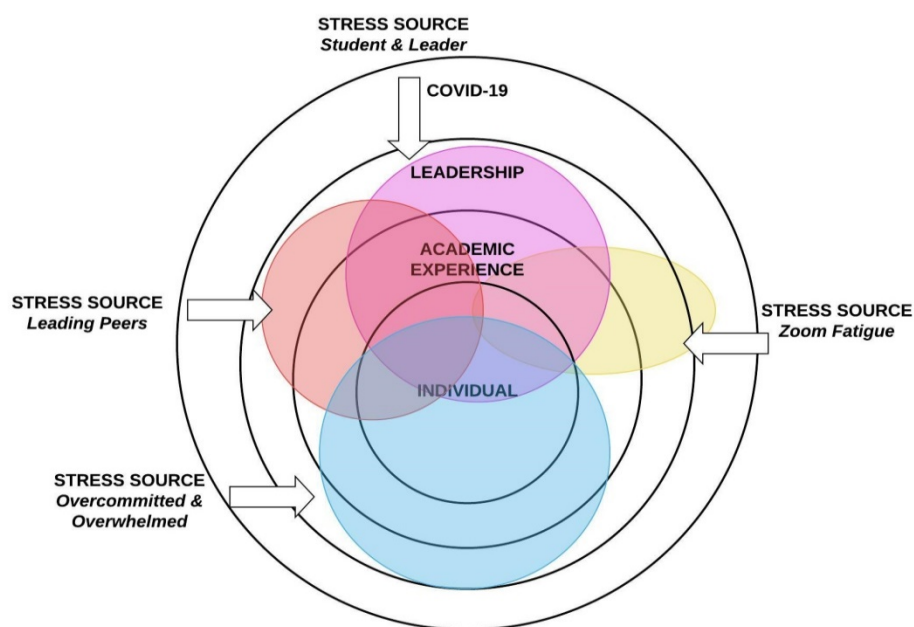 STRESS SOURCE
Student & Leader
COVID-19
LEADERSHIP
ACADEMIC
EXPERIENCE
STRESS SOURCE
Leading Peers
STRESS SOURCE
Zoom Fatigue
INDIVIDUAL
STRESS SOURCE
Overcommitted &
Overwhelmed